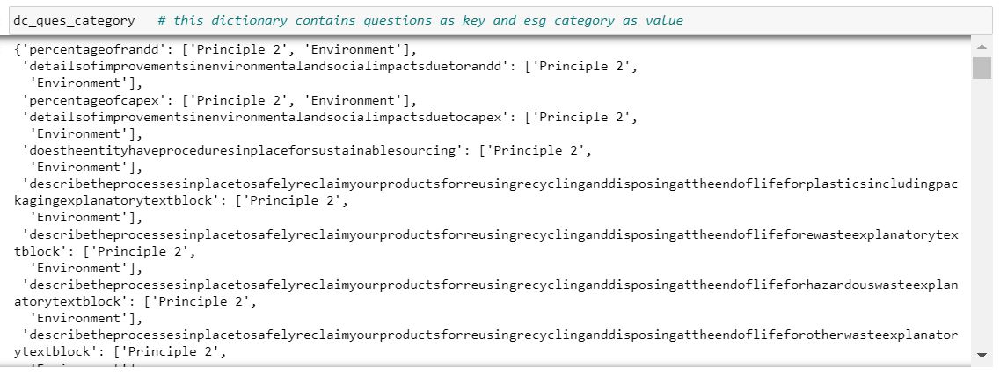 dc_ques_category   # this dictionary contains questions as key and esg category as value
{'percentageofrandd': ['Principle 2', 'Environment'],
 'detailsofimprovementsinenvironmentalandsocialimpactsduetorandd': ['Principle 2',
  'Environment'],
 'percentageofcapex': ['Principle 2', 'Environment'],
 'detailsofimprovementsinenvironmentalandsocialimpactsduetocapex': ['Principle 2',
  'Environment'],
 'doestheentityhaveproceduresinplaceforsustainablesourcing': ['Principle 2',
  'Environment'],
 'describetheprocessesinplacetosafelyreclaimyourproductsforreusingrecyclinganddisposingattheendoflifeforplasticsincludingpac
kagingexplanatorytextblock': ['Principle 2',
  'Environment'],
 'describetheprocessesinplacetosafelyreclaimyourproductsforreusingrecyclinganddisposingattheendoflifeforewasteexplanatorytex
tblock': ['Principle 2',
  'Environment'],
 'describetheprocessesinplacetosafelyreclaimyourproductsforreusingrecyclinganddisposingattheendoflifeforhazardouswasteexplan
atorytextblock': ['Principle 2',
  'Environment'],
 'describetheprocessesinplacetosafelyreclaimyourproductsforreusingrecyclinganddisposingattheendoflifeforotherwasteexplanator
ytextblock': ['Principle 2',